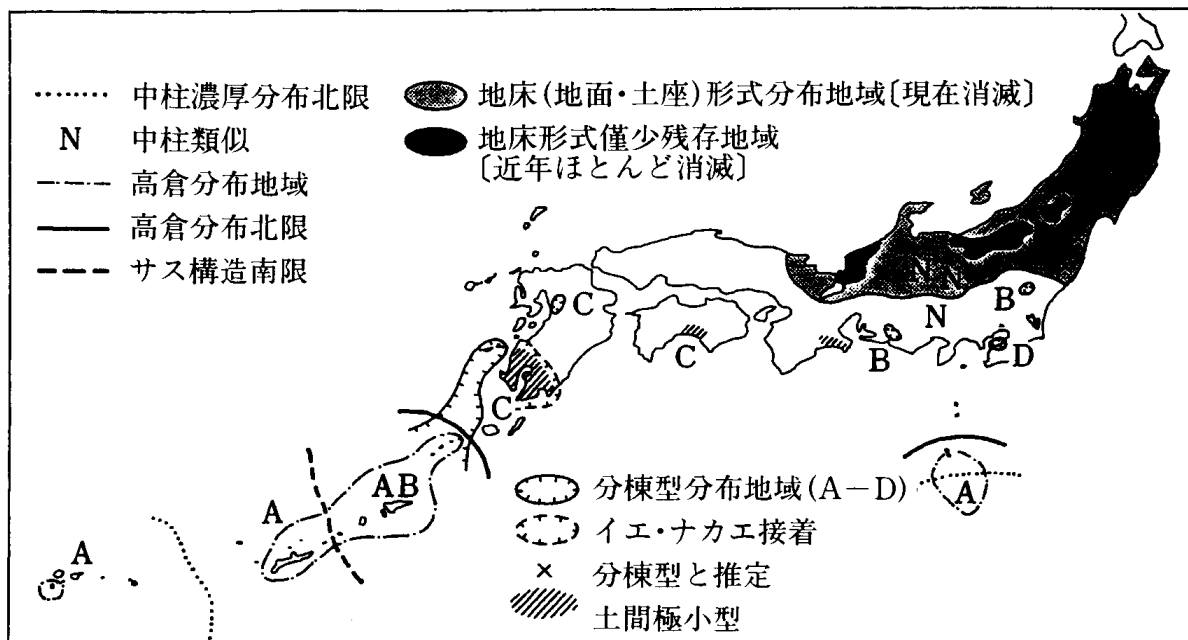 中柱濃厚分布北限
N 中柱類似
高倉分布地域
高倉分布北限
サス構造南限
地床(地面・土座)形式分布地域〔現在消滅〕
地床形式僅少残存地域
〔近年ほとんど消滅〕
N
N
N
B
C
C
B
D
C
A
A B
A
A
分棟型分布地域(A-D)
イエ・ナカエ接着
× 分棟型と推定
土間極小型